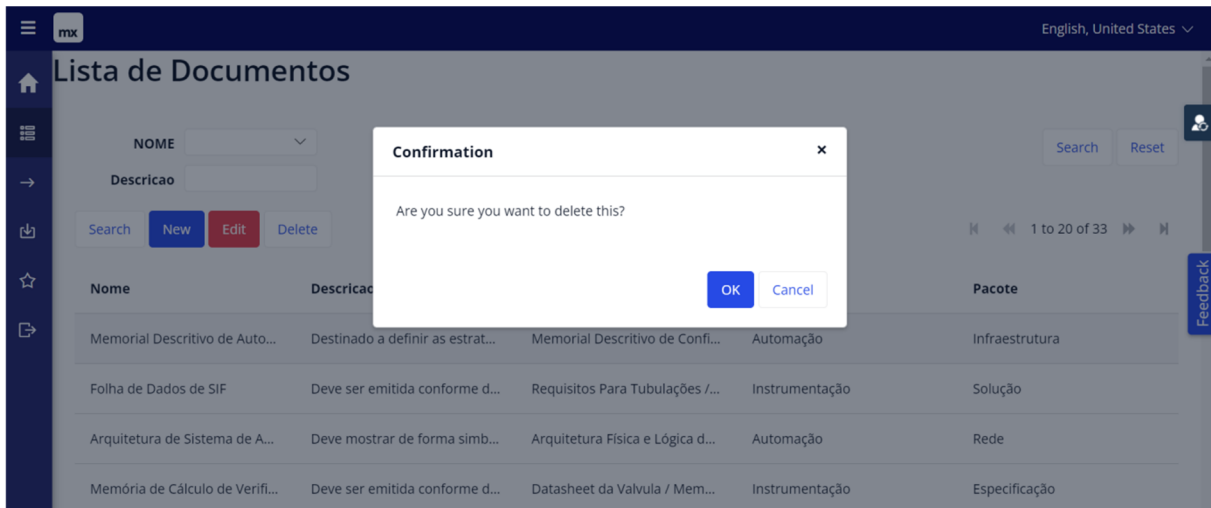 mx
English, United States
Lista de Documentos
NOME
Search Reset
Descricao
Confirmation
Are you sure you want to delete this?
OK Cancel
Search New Edit Delete
1 to 20 of 33
Feedback
Nome Descricao Pacote
Memorial Descritivo de Auto... Destinado a definir as estrat... Memorial Descritivo de Confi... Automação Infraestrutura
Folha de Dados de SIF Deve ser emitida conforme d... Requisitos Para Tubulações /... Instrumentação Solução
Arquitetura de Sistema de A... Deve mostrar de forma simb... Arquitetura Física e Lógica d... Automação Rede
Memória de Cálculo de Verifi... Deve ser emitida conforme d... Datasheet da Valvula / Mem... Instrumentação Especificação